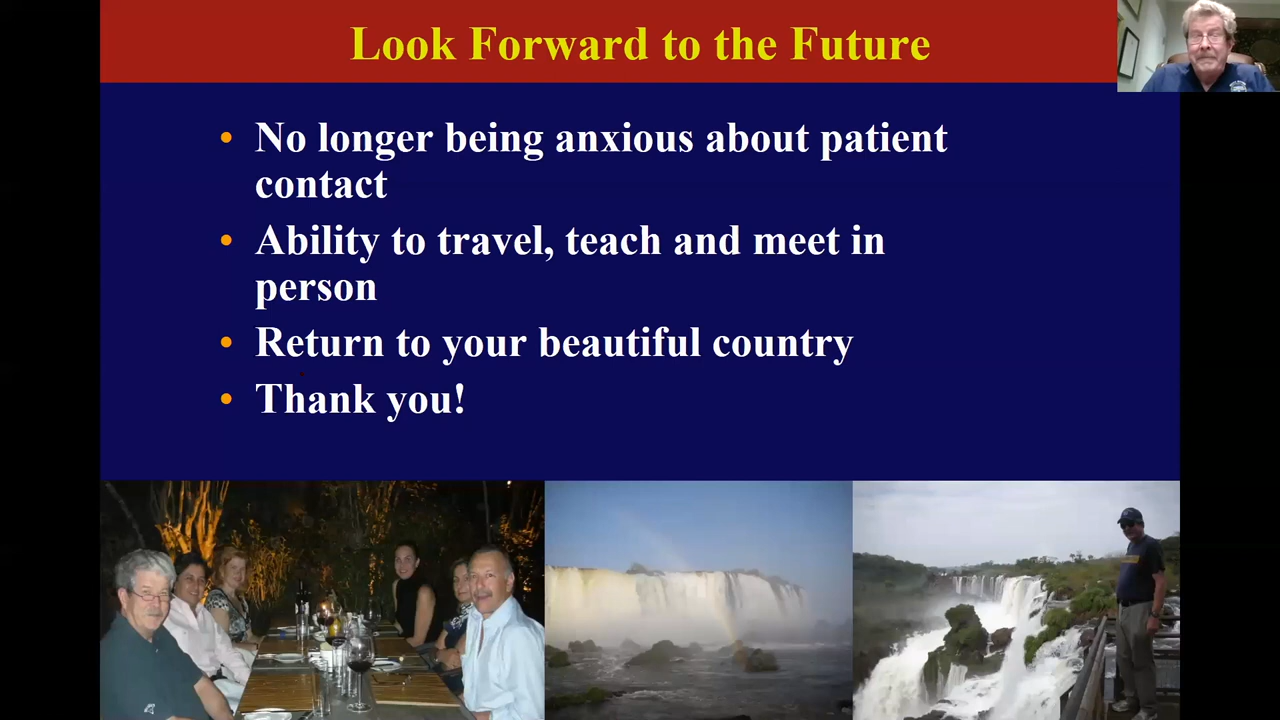 Look Forward to the Future
• No longer being anxious about patient
contact
• Ability to travel, teach and meet in
person
• Return to your beautiful country
• Thank you!